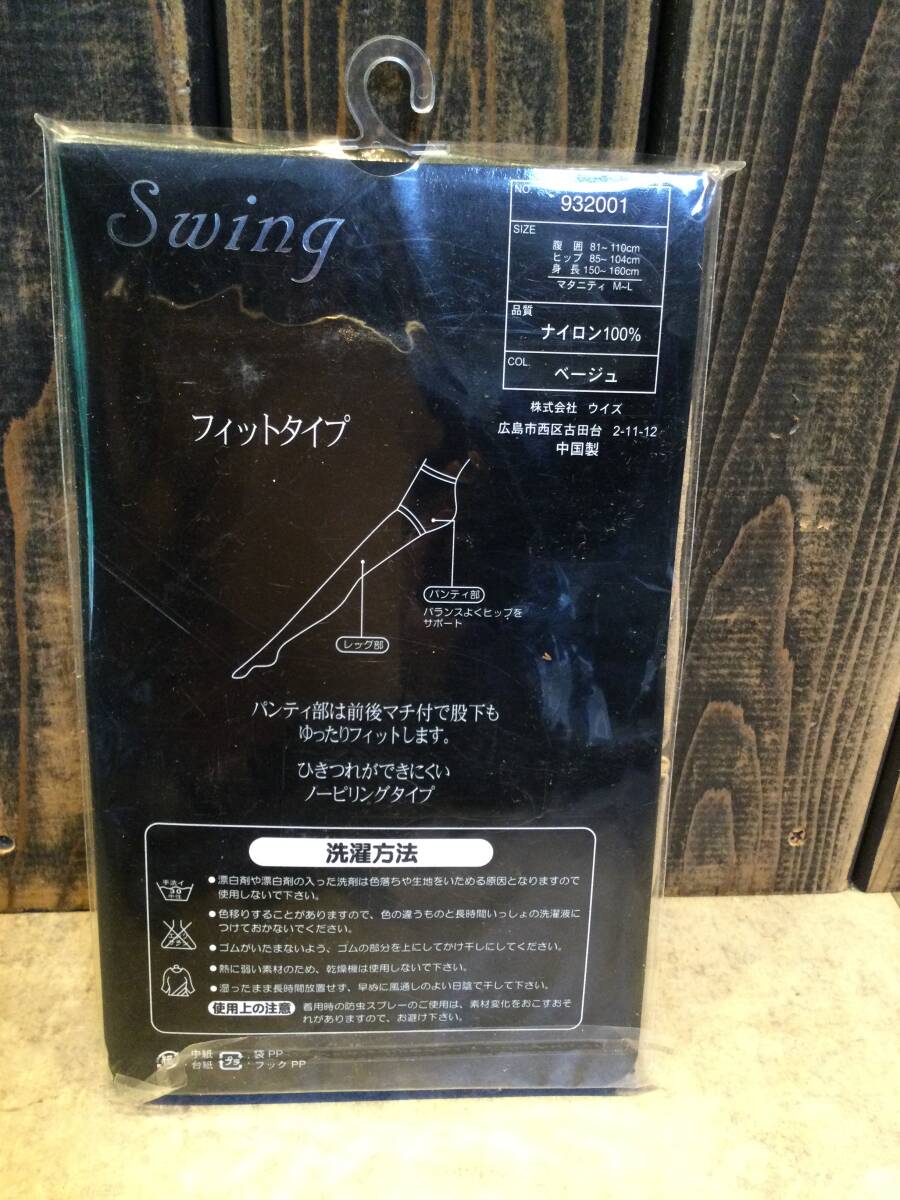 Swing
NO.
932001
SIZE
腹 囲 81~110cm
ヒップ 85~104cm
身 長 150~160cm
マタニティ M~L
品質
ナイロン100%
COL.
ベージュ
株式会社 ウイズ
広島市西区古田台 2-11-12
中国製
フィットタイプ
パンティ部
バランスよくヒップを
サポート
レッグ部
パンティ部は前後マチ付で股下も
ゆったりフィットします。
ひきつれができにくい
ノーピリングタイプ
洗濯方法
手洗イ
30
中性
●漂白剤や漂白剤の入った洗剤は色落ちや生地をいためる原因となりますので
使用しないで下さい。
●色移りすることがありますので、色の違うものと長時間いっしょの洗濯液に
つけておかないでください。
エンソ
サラシ
●ゴムがいたまないよう、ゴムの部分を上にしてかけ干しにしてください。
●熱に弱い素材のため、乾燥機は使用しないで下さい。
●湿ったまま長時間放置せず、早めに風通しのよい日陰で干して下さい。
使用上の注意 着用時の防虫スプレーのご使用は、素材変化をおこすおそ
れがありますので、お避け下さい。
紙 中紙 プラ 袋 PP
台紙 フック PP